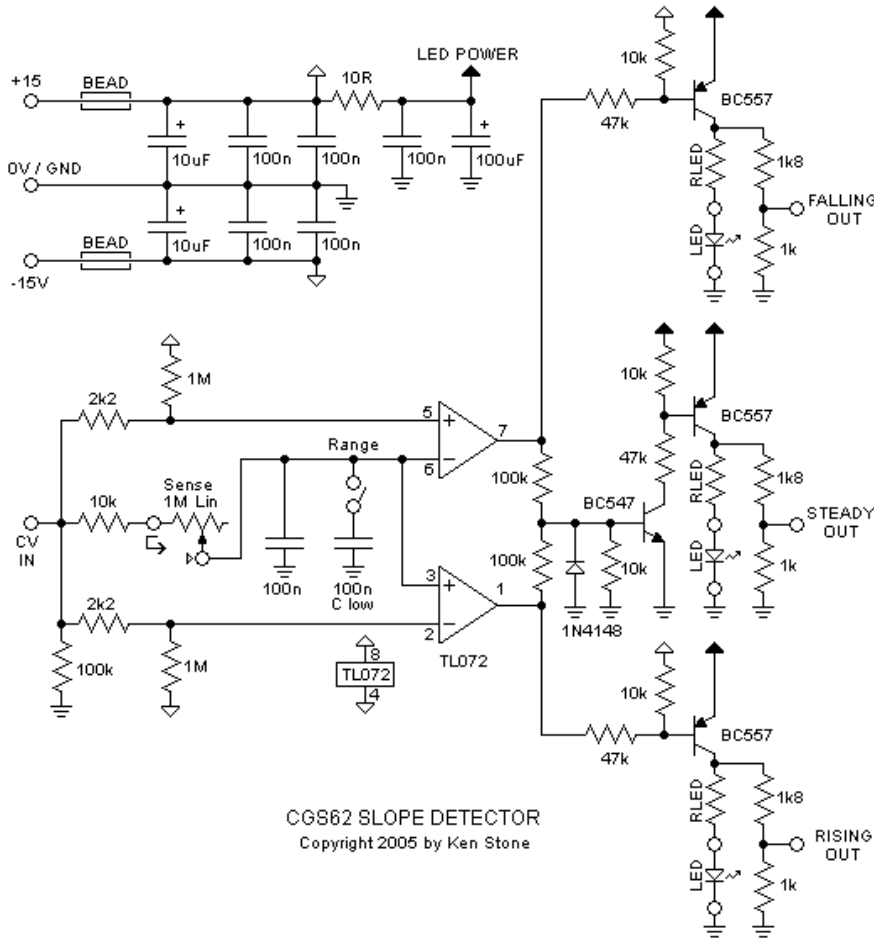 LED POWER
+15
BEAD
10R
+
10uF
100n
100n
100n
+
100uF
0V / GND
+
10uF
100n
100n
BEAD
-15V
10k
47k
BC557
RLED
1k8
FALLING
OUT
LED
1k
1M
2k2
5
+
7
6
−
Range
Sense
1M Lin
10k
CV
IN
100n
100n
C low
100k
100k
3
+
1
2
−
TL072
2k2
100k
1M
8
TL072
4
10k
BC557
47k
BC547
10k
1N4148
RLED
1k8
STEADY
OUT
LED
1k
10k
47k
BC557
RLED
1k8
RISING
OUT
LED
1k
CGS62 SLOPE DETECTOR
Copyright 2005 by Ken Stone